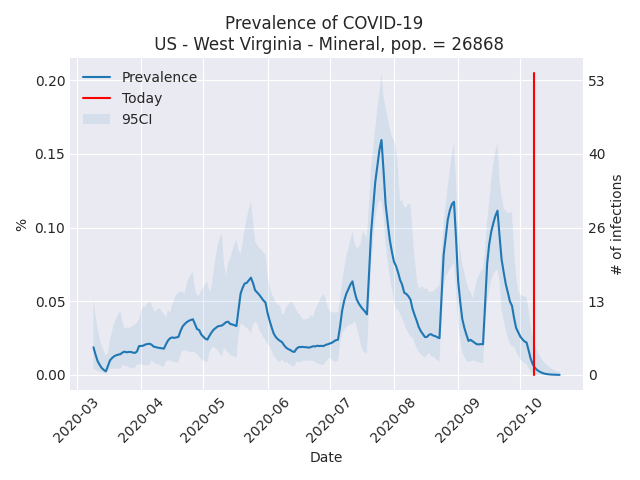 Prevalence of COVID-19
US - West Virginia - Mineral, pop. = 26868
Prevalence
Today
95CI
%
0.20
0.15
0.10
0.05
0.00
53
40
26
13
0
# of infections
2020-03
2020-04
2020-05
2020-06
2020-07
2020-08
2020-09
2020-10
Date